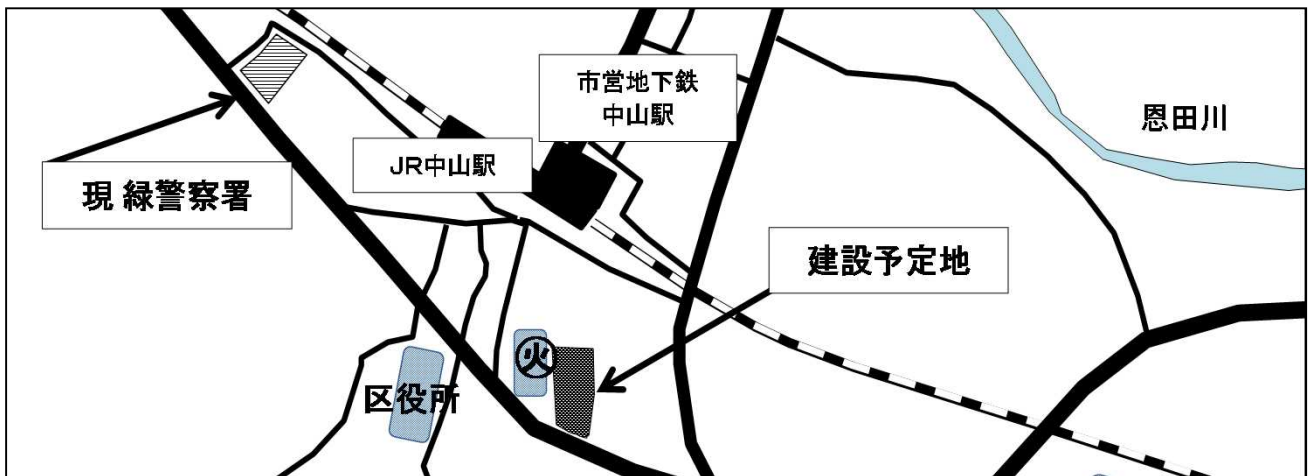 市営地下鉄
中山駅
恩田川
JR中山駅
現 緑警察署
建設予定地
火
区役所